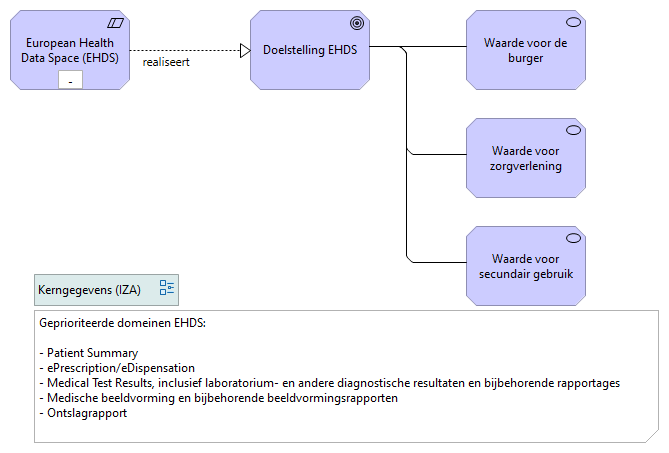 European Health
Data Space (EHDS)
-
realiseert
Doelstelling EHDS
Waarde voor de
burger
Waarde voor
zorgverlening
Waarde voor
secundair gebruik
Kerngegevens (IZA)
Geprioriteerde domeinen EHDS:
- Patient Summary
- ePrescription/eDispensation
- Medical Test Results, inclusief laboratorium- en andere diagnostische resultaten en bijbehorende rapportages
- Medische beeldvorming en bijbehorende beeldvormingsrapporten
- Ontslagrapport